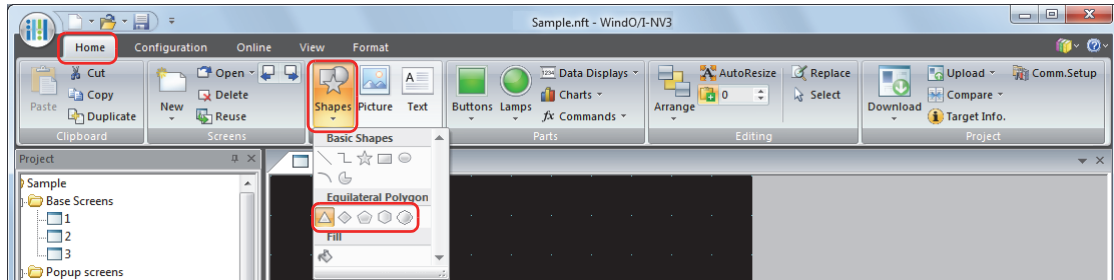 Sample.nft - WindO/I-NV3
Home Configuration Online View Format
Cut
Copy
Duplicate
Paste
Clipboard
New
Open
Delete
Reuse
Screens
Shapes Picture Text
Buttons Lamps
1234 Data Displays
Charts
fx Commands
Parts
Arrange
AutoResize
0
Replace
Select
Editing
Download
Upload
Compare
Target Info.
Comm.Setup
Project
Basic Shapes
Equilateral Polygon
Fill
Project
Sample
Base Screens
1
2
3
Popup screens